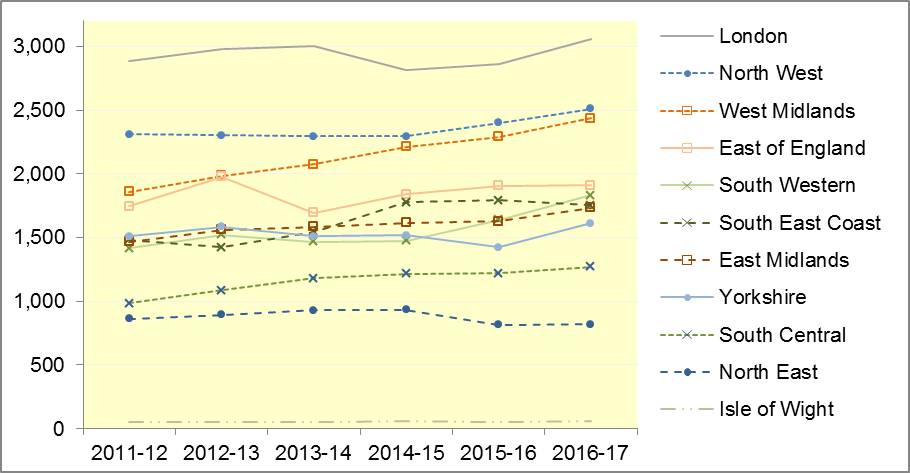 3,000
2,500
2,000
1,500
1,000
500
0
2011-12 2012-13 2013-14 2014-15 2015-16 2016-17
London
North West
West Midlands
East of England
South Western
South East Coast
East Midlands
Yorkshire
South Central
North East
Isle of Wight